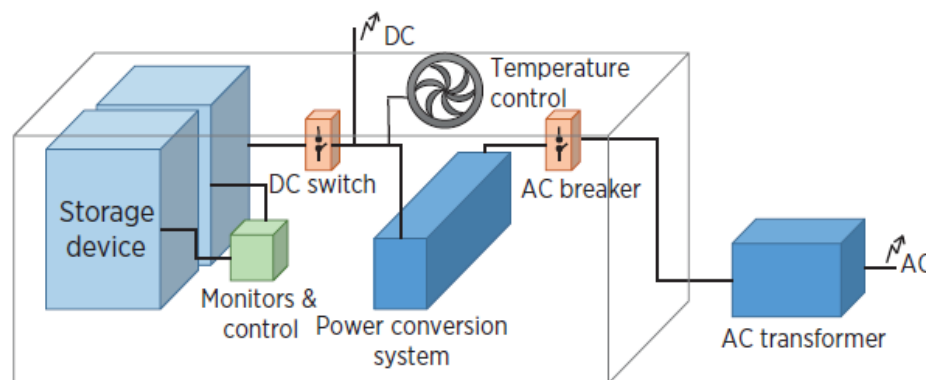 DC
Temperature
control
DC switch
AC breaker
Storage
device
Monitors &
control
Power conversion
system
AC
AC transformer